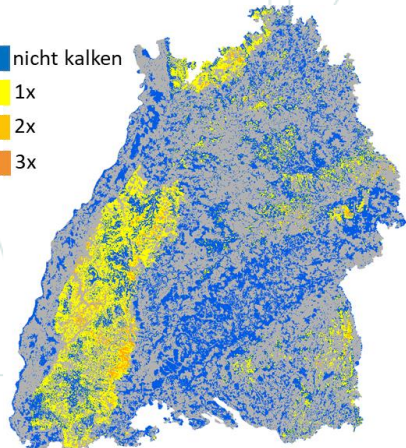 nicht kalken
1x
2x
3x